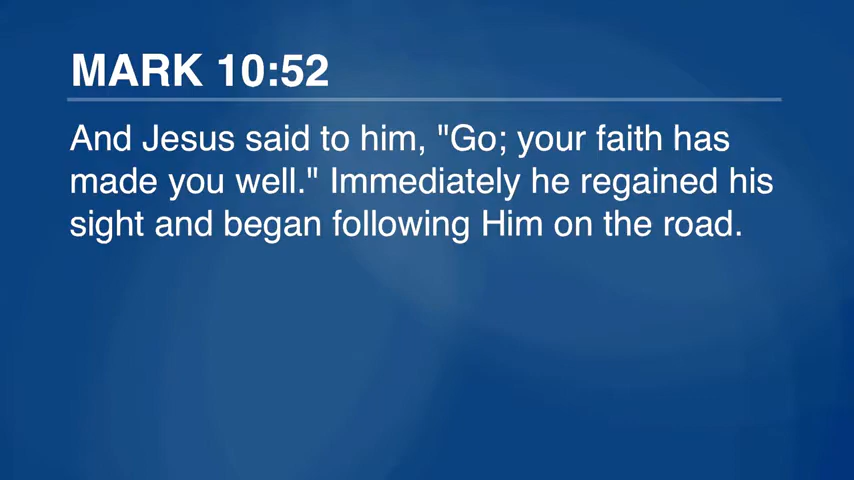 MARK 10:52
And Jesus said to him, "Go; your faith has
made you well." Immediately he regained his
sight and began following Him on the road.